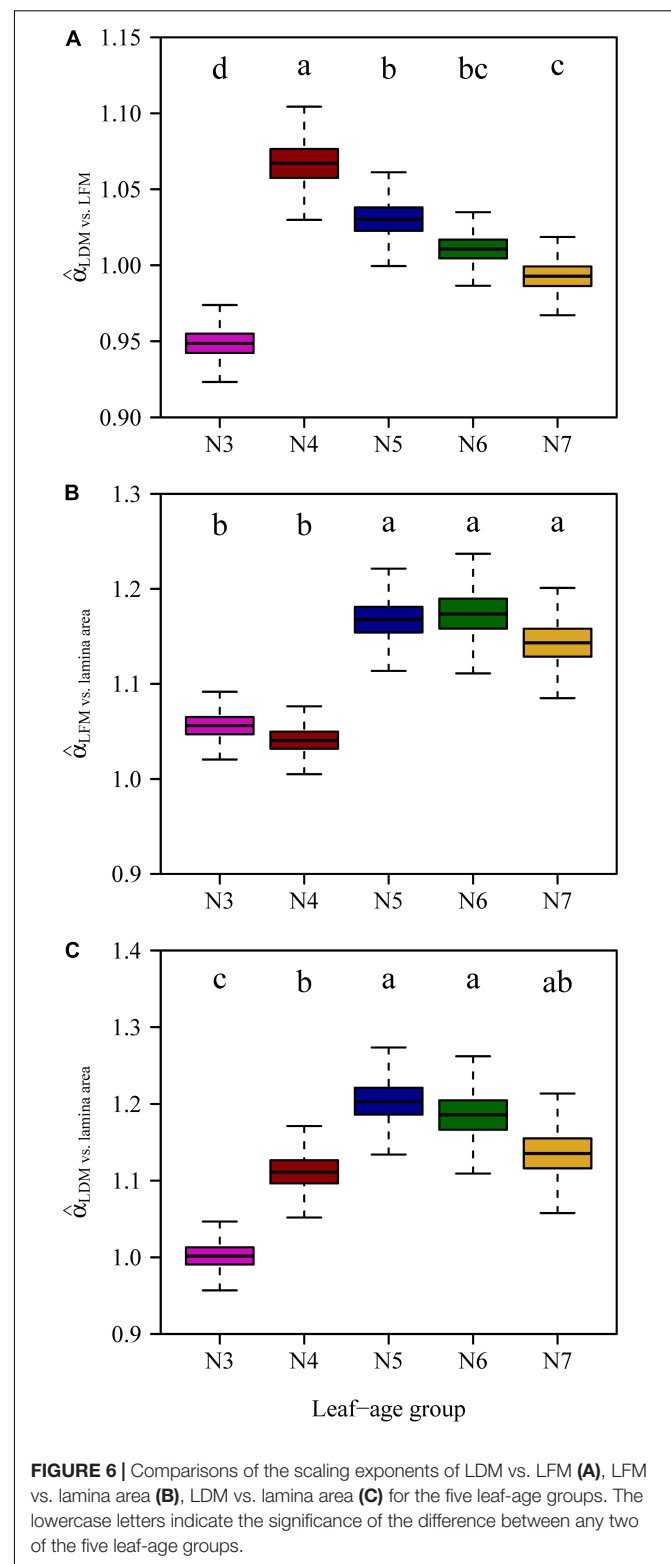 A
1.15
1.10
1.05
1.00
0.95
0.90
α̂LDM vs. LFM
d a b bc c
N3 N4 N5 N6 N7
B
1.3
1.2
1.1
1.0
0.9
α̂LFM vs. lamina area
b b a a a
N3 N4 N5 N6 N7
C
1.4
1.3
1.2
1.1
1.0
0.9
α̂LDM vs. lamina area
c b a a ab
N3 N4 N5 N6 N7
Leaf−age group
FIGURE 6 | Comparisons of the scaling exponents of LDM vs. LFM (A), LFM
vs. lamina area (B), LDM vs. lamina area (C) for the five leaf-age groups. The
lowercase letters indicate the significance of the difference between any two
of the five leaf-age groups.